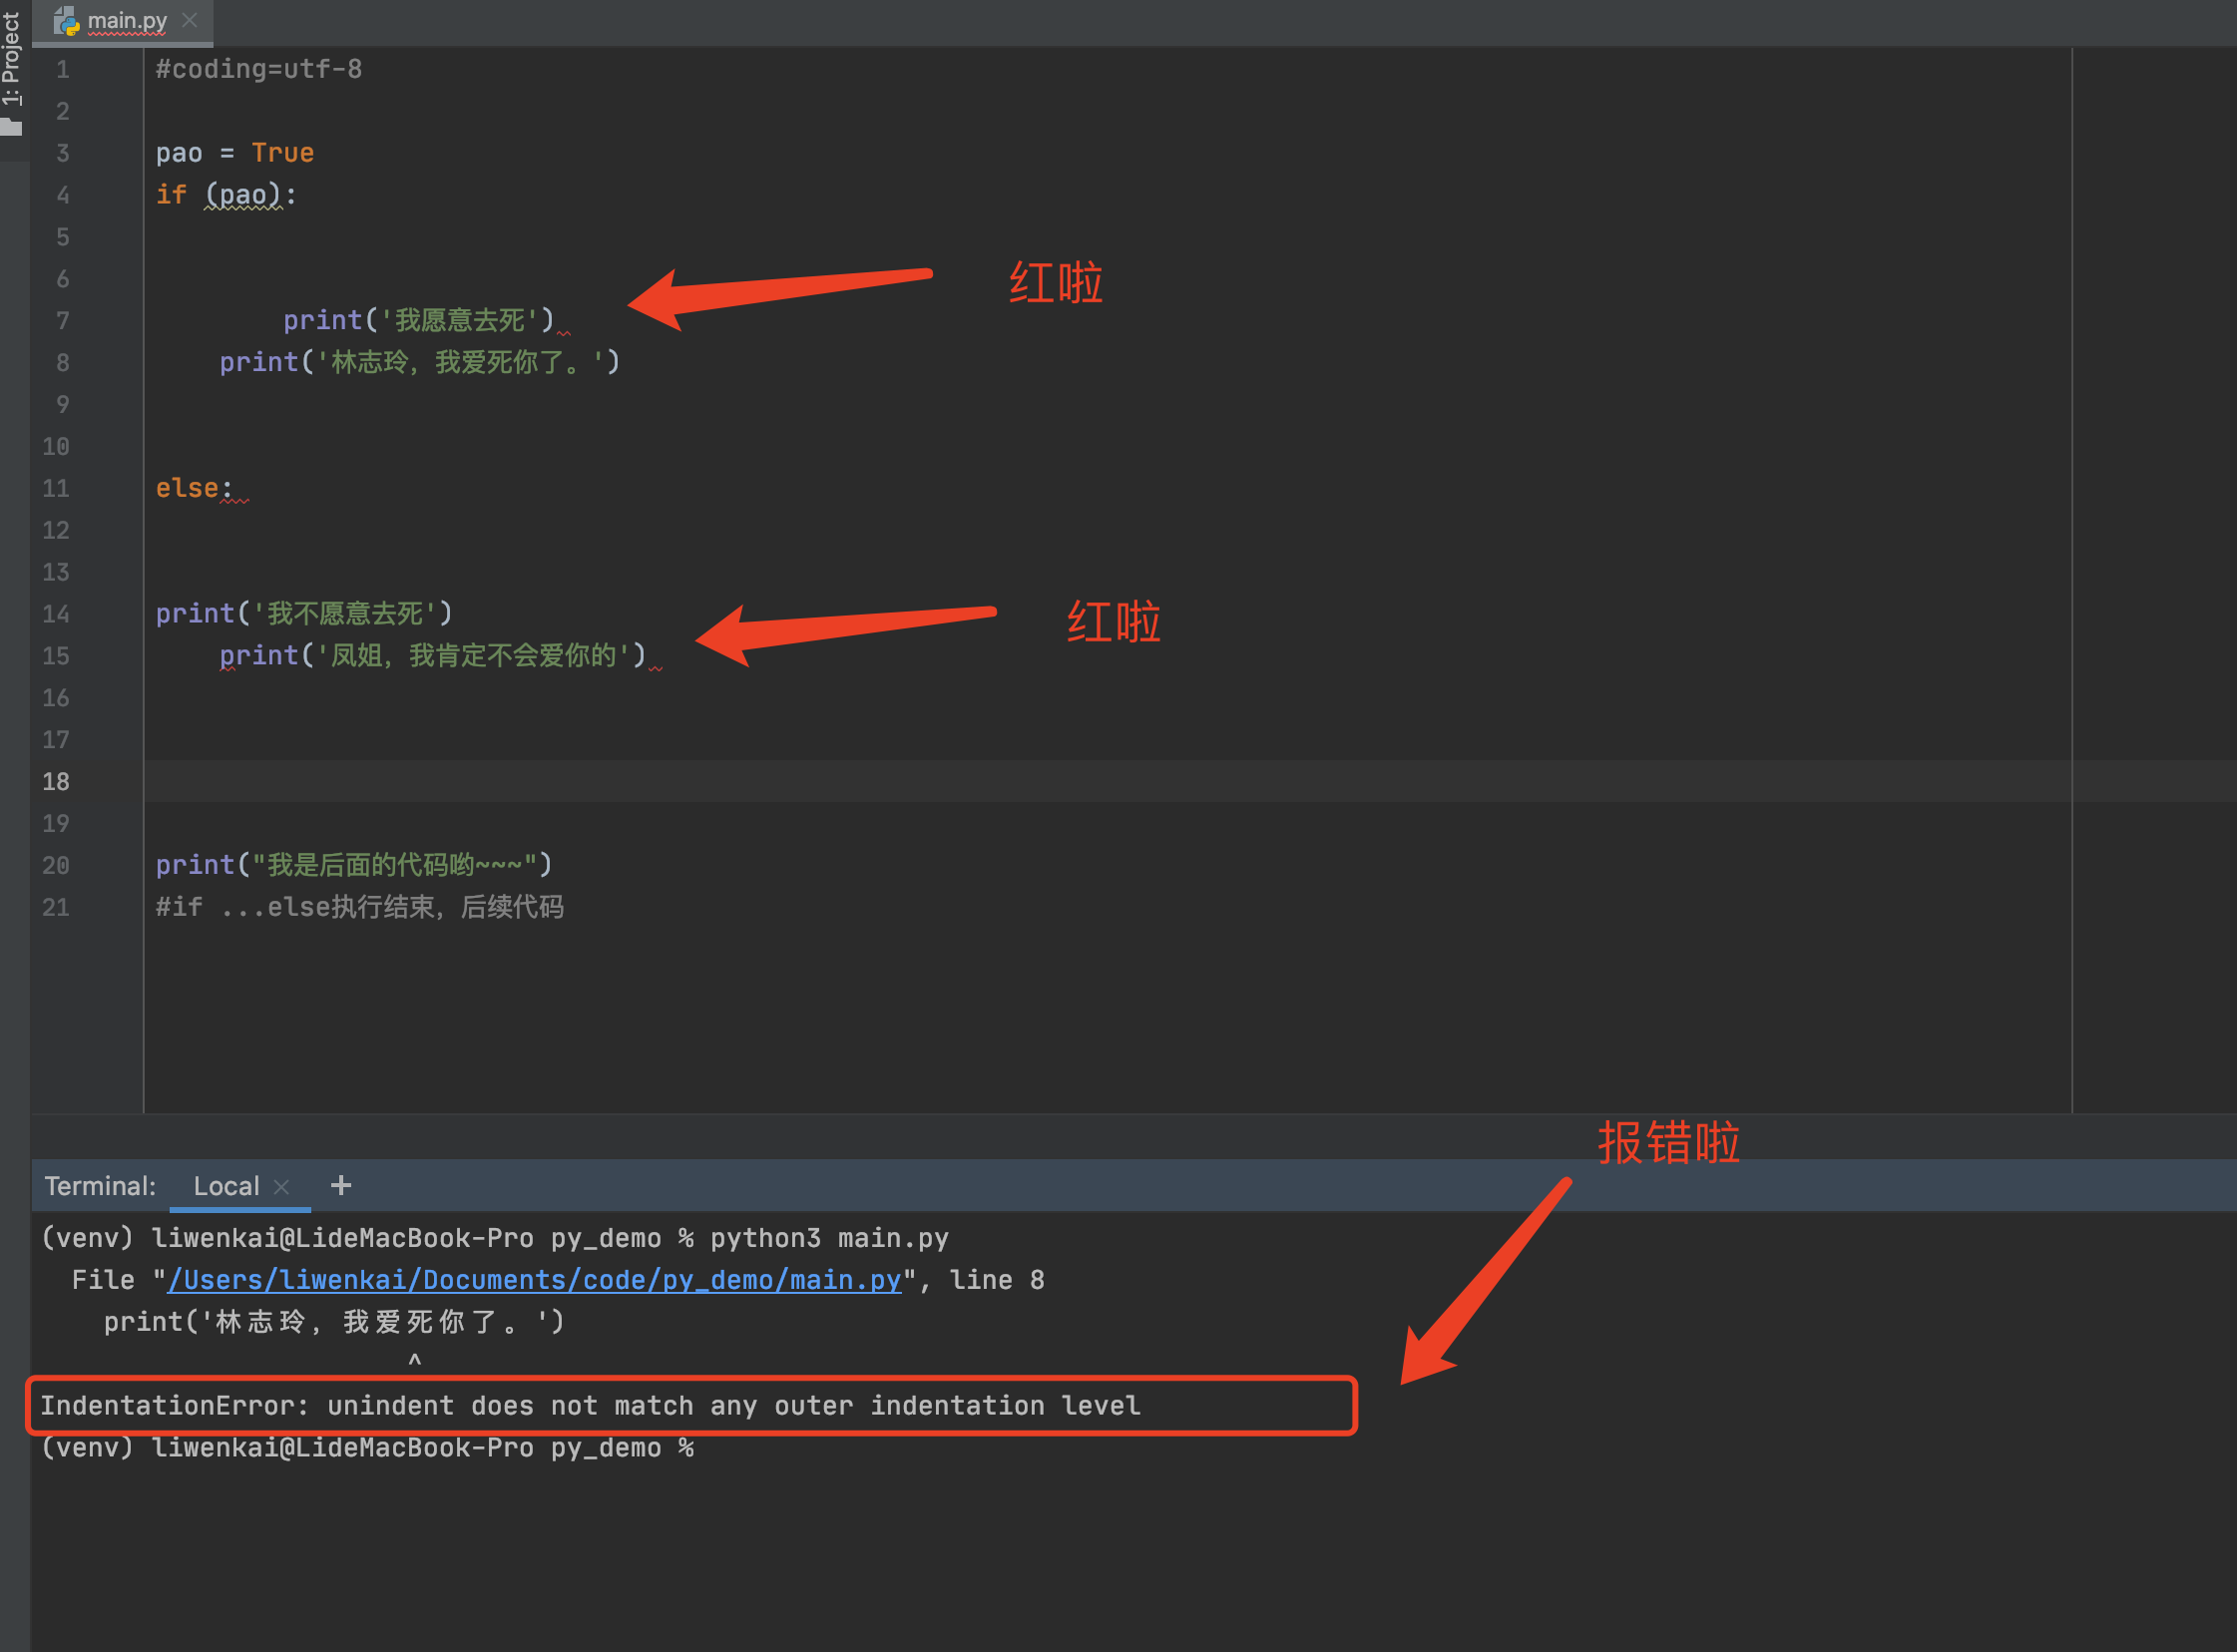 1: Project
main.py
1 #coding=utf-8
2
3 pao = True
4 if (pao):
5
6
红啦
7 print('我愿意去死')
8 print('林志玲，我爱死你了。')
9
10
11 else:
12
13
14 print('我不愿意去死')
红啦
15 print('凤姐，我肯定不会爱你的')
16
17
18
19
20 print("我是后面的代码哟~~~")
21 #if ...else执行结束，后续代码
报错啦
Terminal: Local +
(venv) liwenkai@LideMacBook-Pro py_demo % python3 main.py
File "/Users/liwenkai/Documents/code/py_demo/main.py", line 8
print('林志玲，我爱死你了。')
^
IndentationError: unindent does not match any outer indentation level
(venv) liwenkai@LideMacBook-Pro py_demo %